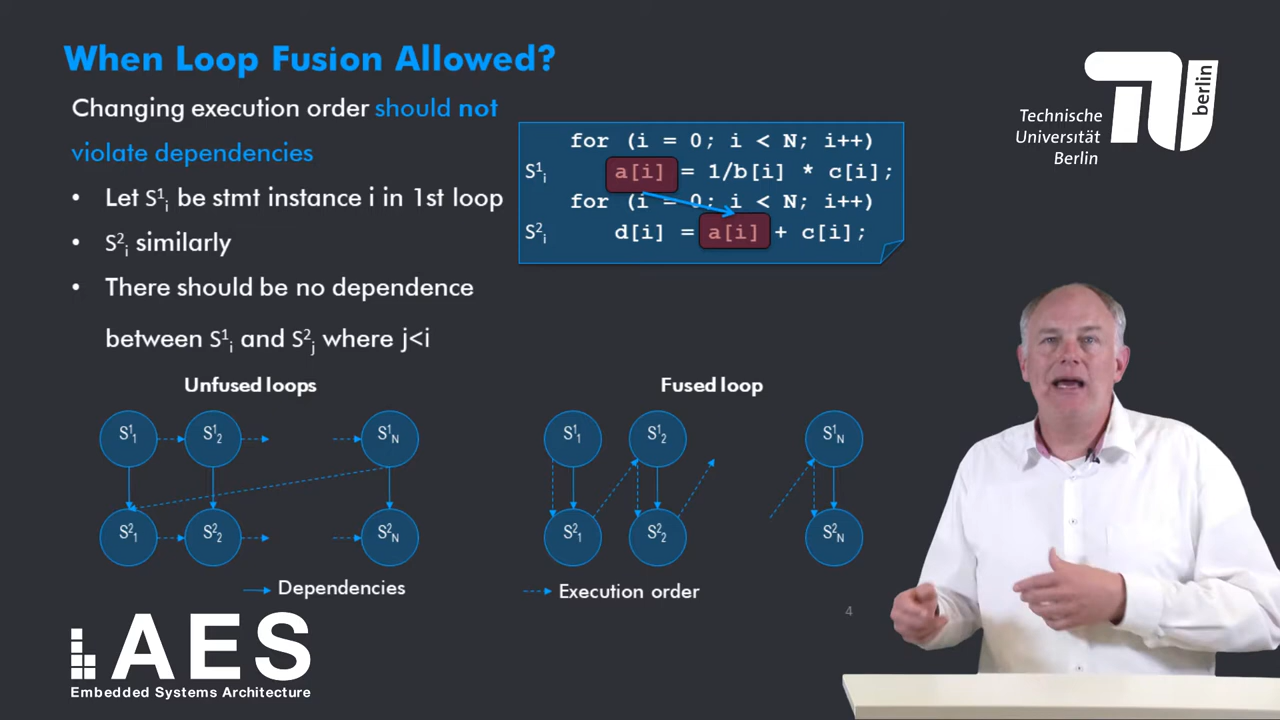 When Loop Fusion Allowed?
Changing execution order should not
violate dependencies
• Let S¹ᵢ be stmt instance i in 1st loop
• S²ᵢ similarly
• There should be no dependence
between S¹ᵢ and S²ⱼ where j<i
for (i = 0; i < N; i++)
S¹ᵢ a[i] = 1/b[i] * c[i];
for (i = 0; i < N; i++)
S²ᵢ d[i] = a[i] + c[i];
Technische
Universität
Berlin
berlin
Unfused loops
S¹₁ S¹₂ S¹N
S²₁ S²₂ S²N
Fused loop
S¹₁ S¹₂ S¹N
S²₁ S²₂ S²N
Dependencies
Execution order
4
AES
Embedded Systems Architecture